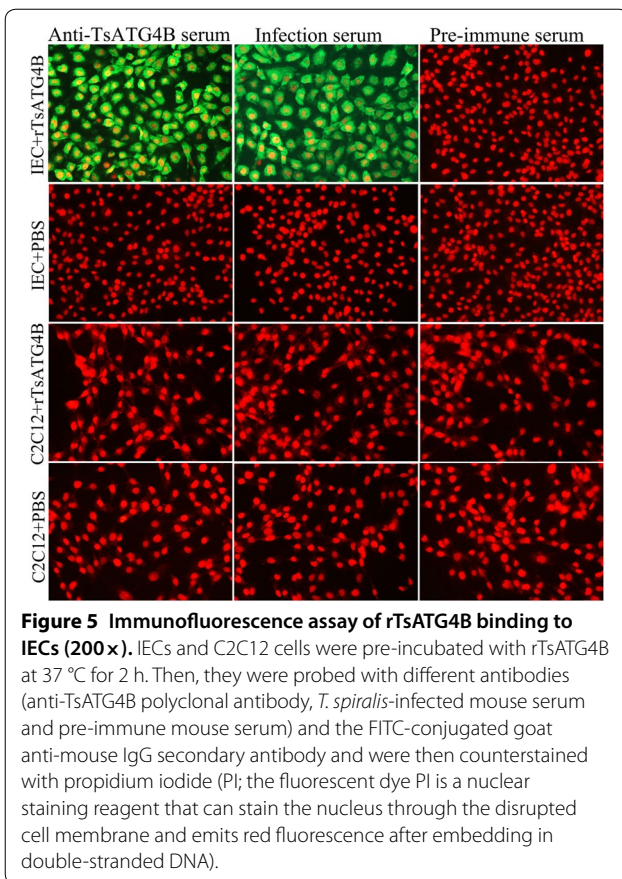 Anti-TsATG4B serum Infection serum Pre-immune serum
IEC+rTsATG4B
IEC+PBS
C2C12+rTsATG4B
C2C12+PBS
Figure 5 Immunofluorescence assay of rTsATG4B binding to
IECs (200 x). IECs and C2C12 cells were pre-incubated with rTsATG4B
at 37 °C for 2 h. Then, they were probed with different antibodies
(anti-TsATG4B polyclonal antibody, T. spiralis-infected mouse serum
and pre-immune mouse serum) and the FITC-conjugated goat
anti-mouse IgG secondary antibody and were then counterstained
with propidium iodide (PI; the fluorescent dye PI is a nuclear
staining reagent that can stain the nucleus through the disrupted
cell membrane and emits red fluorescence after embedding in
double-stranded DNA).